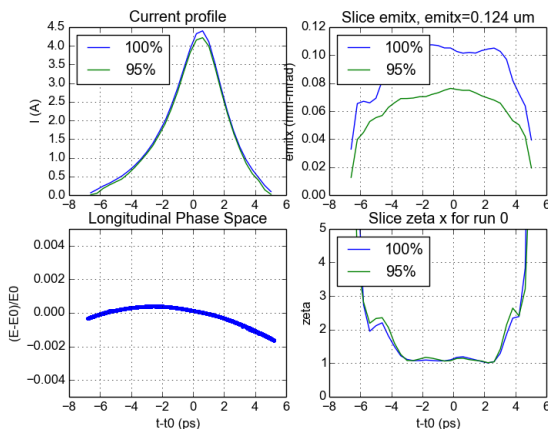 Current profile
4.5
4.0
3.5
3.0
2.5
2.0
1.5
1.0
0.5
0.0
I (A)
100%
95%
−8 −6 −4 −2 0 2 4 6
Slice emitx, emitx=0.124 um
0.12
0.10
0.08
0.06
0.04
0.02
0.00
emitx (mm-mrad)
100%
95%
−8 −6 −4 −2 0 2 4 6
Longitudinal Phase Space
0.004
0.002
0.000
−0.002
−0.004
(E-E0)/E0
−8 −6 −4 −2 0 2 4 6
t-t0 (ps)
Slice zeta x for run 0
5
4
3
2
1
0
zeta
100%
95%
−8 −6 −4 −2 0 2 4 6
t-t0 (ps)